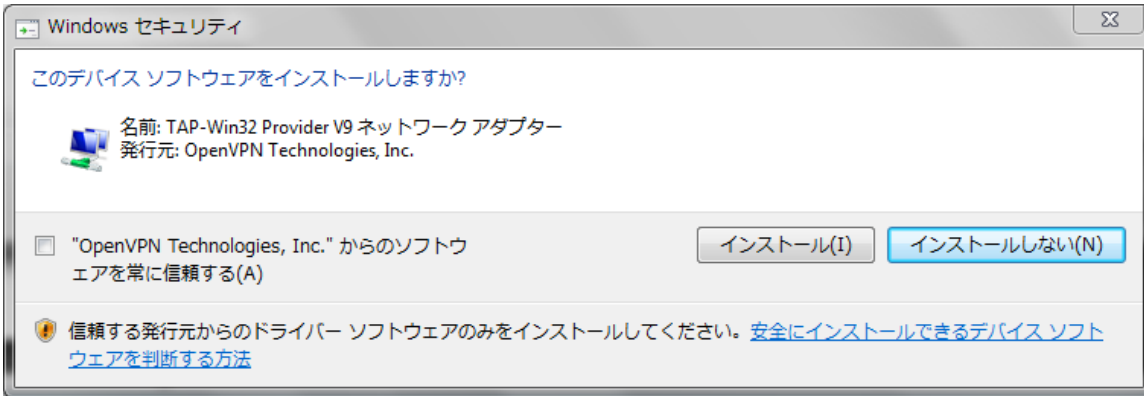 Windows セキュリティ
このデバイス ソフトウェアをインストールしますか?
名前: TAP-Win32 Provider V9 ネットワーク アダプター
発行元: OpenVPN Technologies, Inc.
"OpenVPN Technologies, Inc." からのソフトウ
ェアを常に信頼する(A)
インストール(I)
インストールしない(N)
信頼する発行元からのドライバー ソフトウェアのみをインストールしてください。安全にインストールできるデバイス ソフト
ウェアを判断する方法